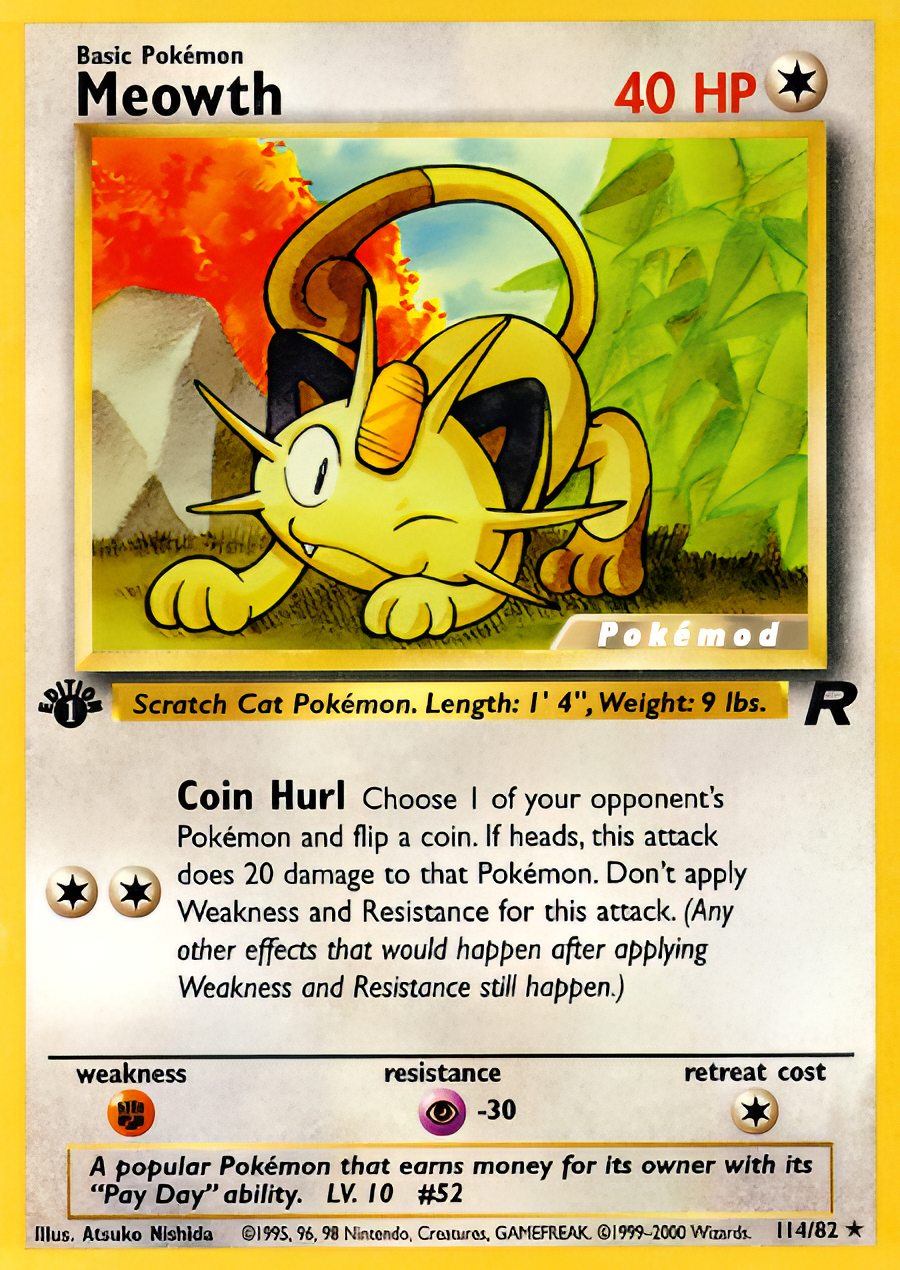 Basic Pokémon
Meowth
40 HP
Pokémod
EDITION
1
Scratch Cat Pokémon. Length: 1' 4", Weight: 9 lbs.
R
Coin Hurl Choose 1 of your opponent's
Pokémon and flip a coin. If heads, this attack
does 20 damage to that Pokémon. Don't apply
Weakness and Resistance for this attack. (Any
other effects that would happen after applying
Weakness and Resistance still happen.)
weakness
resistance
retreat cost
-30
A popular Pokémon that earns money for its owner with its
“Pay Day” ability. LV. 10 #52
Illus. Atsuko Nishida
©1995, 96, 98 Nintendo, Creatures, GAMEFREAK. ©1999–2000 Wizards.
114/82 ★